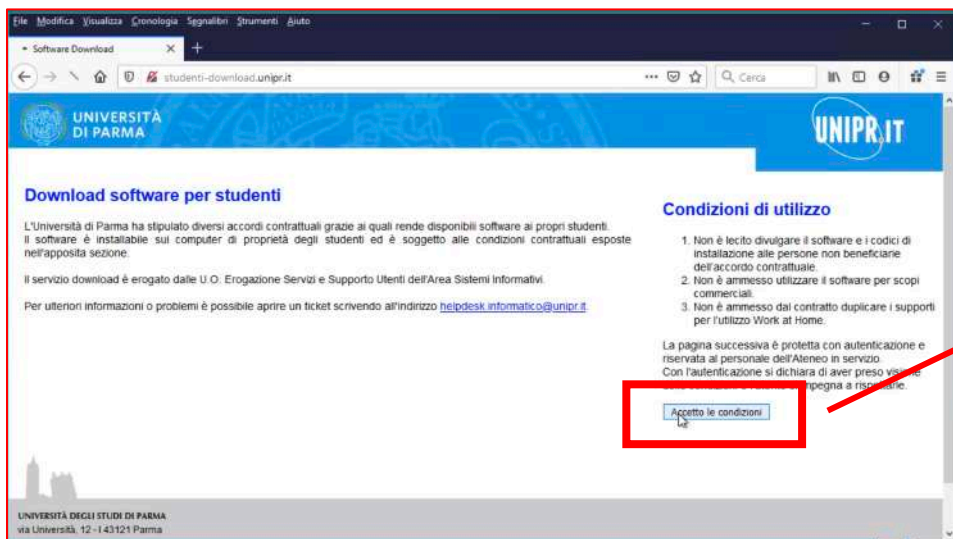 File Modifica Visualizza Cronologia Segnalibri Strumenti Aiuto
Software Download
studenti-download.unipr.it
Cerca
UNIVERSITÀ
DI PARMA
UNIPR.IT
Download software per studenti
L'Università di Parma ha stipulato diversi accordi contrattuali grazie ai quali rende disponibili software ai propri studenti.
Il software è installabile sui computer di proprietà degli studenti ed è soggetto alle condizioni contrattuali esposte
nell'apposita sezione.
Il servizio download è erogato dalle U.O. Erogazione Servizi e Supporto Utenti dell'Area Sistemi Informativi.
Per ulteriori informazioni o problemi è possibile aprire un ticket scrivendo all'indirizzo helpdesk.informatico@unipr.it.
Condizioni di utilizzo
1. Non è lecito divulgare il software e i codici di
installazione alle persone non beneficiarie
dell'accordo contrattuale.
2. Non è ammesso utilizzare il software per scopi
commerciali.
3. Non è ammesso dal contratto duplicare i supporti
per l'utilizzo Work at Home.
La pagina successiva è protetta con autenticazione e
riservata al personale dell'Ateneo in servizio.
Con l'autenticazione si dichiara di aver preso visione
rispettarle.
Accetto le condizioni
UNIVERSITÀ DEGLI STUDI DI PARMA
via Università, 12 - I 43121 Parma